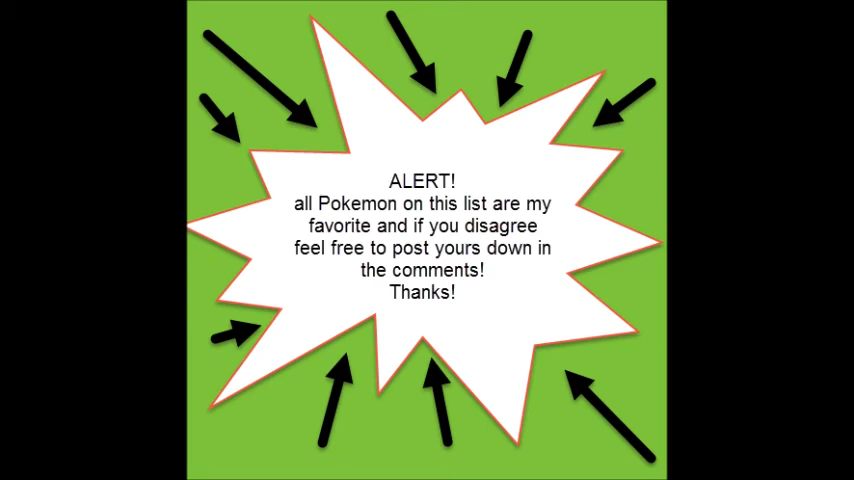 ALERT!
all Pokemon on this list are my
favorite and if you disagree
feel free to post yours down in
the comments!
Thanks!